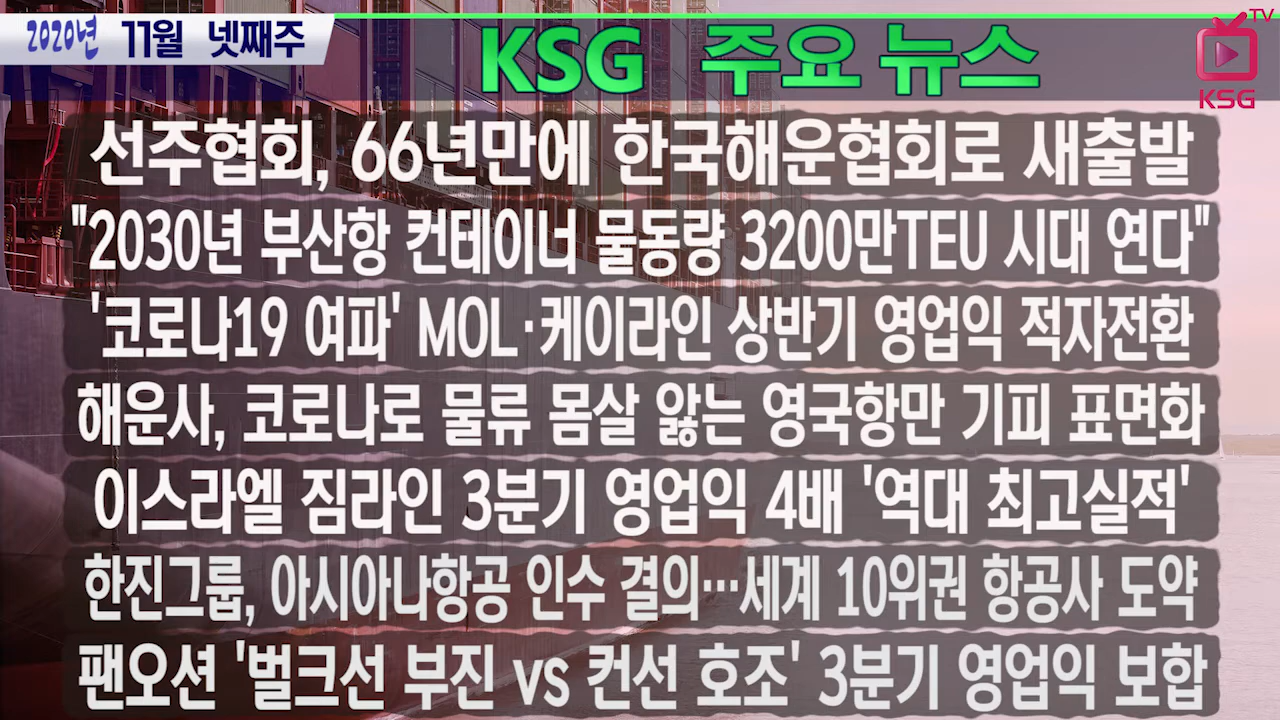 2020년 11월 넷째주
KSG 주요 뉴스
TV
KSG
선주협회, 66년만에 한국해운협회로 새출발
"2030년 부산항 컨테이너 물동량 3200만TEU 시대 연다"
'코로나19 여파' MOL·케이라인 상반기 영업익 적자전환
해운사, 코로나로 물류 몸살 앓는 영국항만 기피 표면화
이스라엘 짐라인 3분기 영업익 4배 '역대 최고실적'
한진그룹, 아시아나항공 인수 결의…세계 10위권 항공사 도약
팬오션 '벌크선 부진 vs 컨선 호조' 3분기 영업익 보합